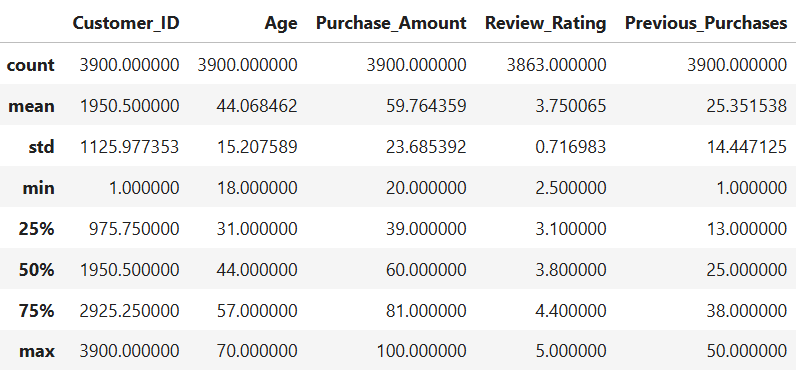 Customer_ID Age Purchase_Amount Review_Rating Previous_Purchases
count 3900.000000 3900.000000 3900.000000 3863.000000 3900.000000
mean 1950.500000 44.068462 59.764359 3.750065 25.351538
std 1125.977353 15.207589 23.685392 0.716983 14.447125
min 1.000000 18.000000 20.000000 2.500000 1.000000
25% 975.750000 31.000000 39.000000 3.100000 13.000000
50% 1950.500000 44.000000 60.000000 3.800000 25.000000
75% 2925.250000 57.000000 81.000000 4.400000 38.000000
max 3900.000000 70.000000 100.000000 5.000000 50.000000